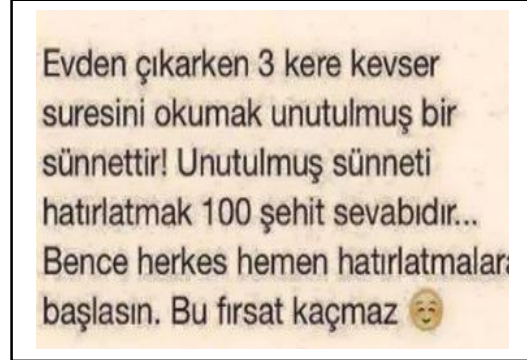 Evden çıkarken 3 kere kevser
suresini okumak unutulmuş bir
sünnettir! Unutulmuş sünneti
hatırlatmak 100 şehit sevabıdır...
Bence herkes hemen hatırlatmalara
başlasın. Bu fırsat kaçmaz ☺️